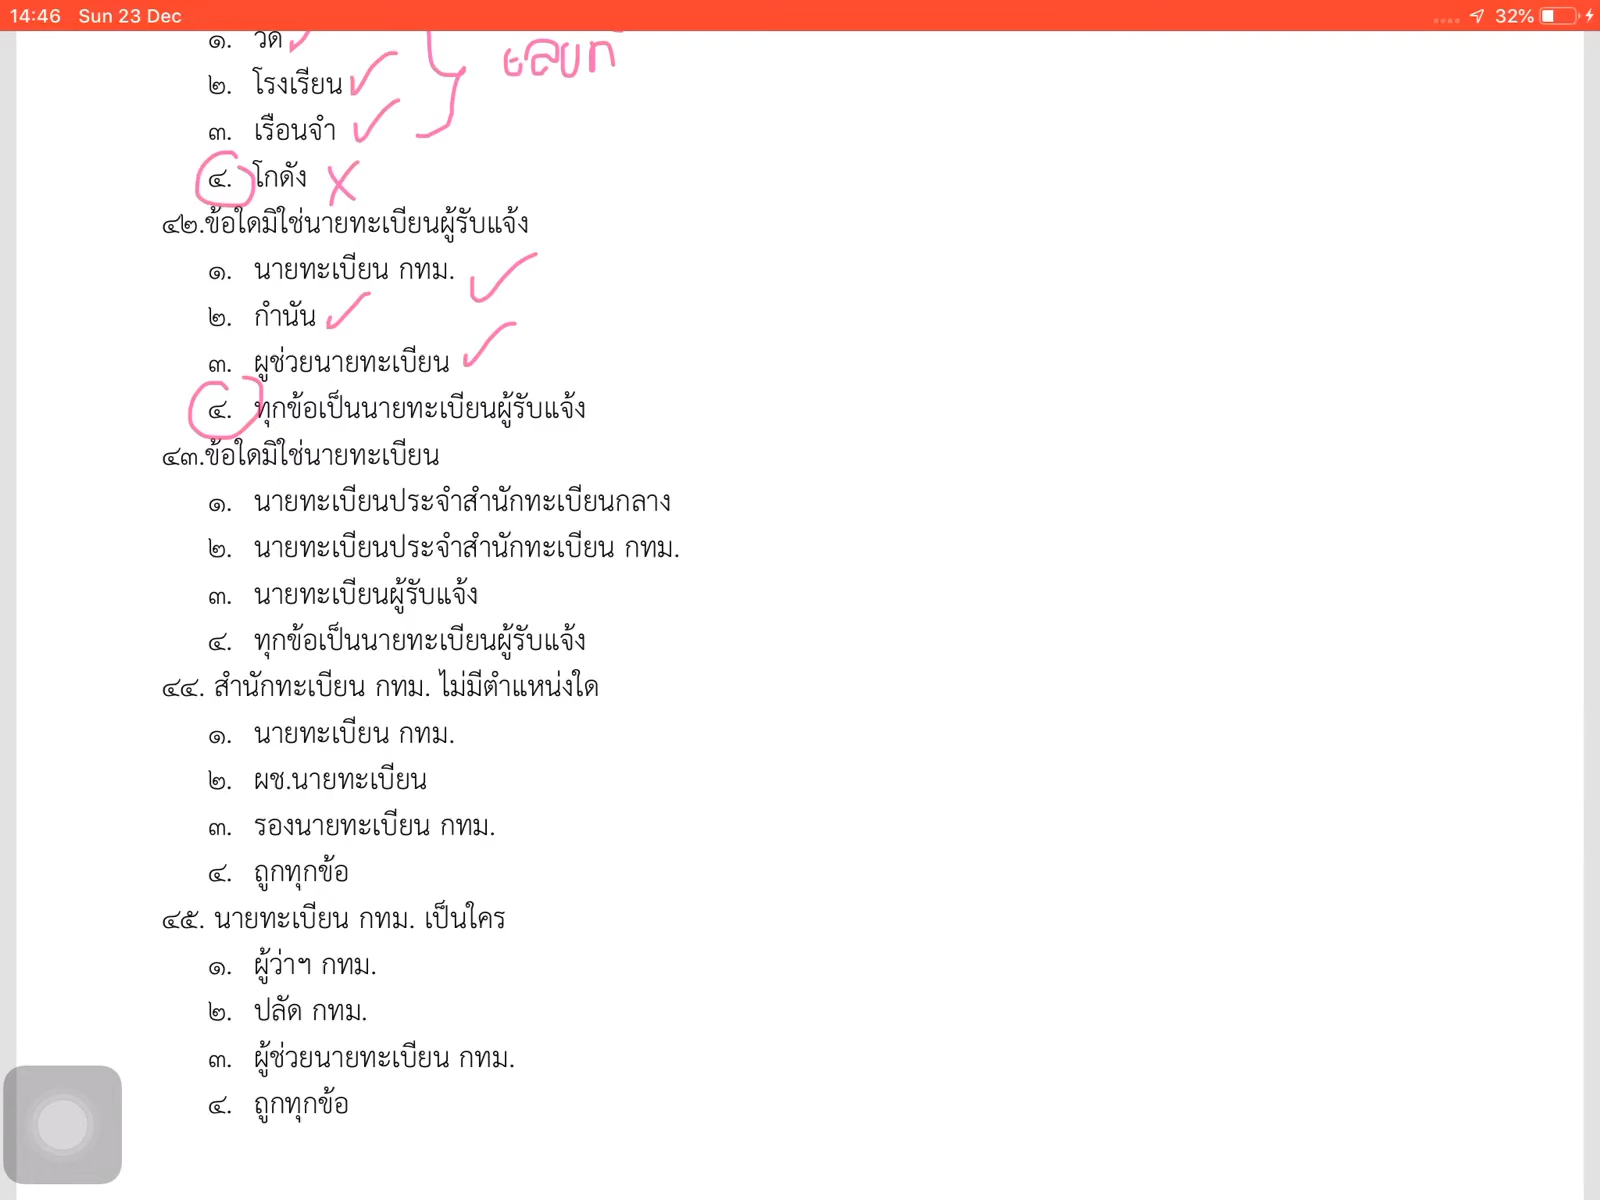 14:46 Sun 23 Dec 32%
๑. วัด
๒. โรงเรียน
๓. เรือนจำ
๔. โกดัง
๔๒.ข้อใดมิใช่นายทะเบียนผู้รับแจ้ง
๑. นายทะเบียน กทม.
๒. กำนัน
๓. ผูช่วยนายทะเบียน
๔. ทุกข้อเป็นนายทะเบียนผู้รับแจ้ง
๔๓.ข้อใดมิใช่นายทะเบียน
๑. นายทะเบียนประจำสำนักทะเบียนกลาง
๒. นายทะเบียนประจำสำนักทะเบียน กทม.
๓. นายทะเบียนผู้รับแจ้ง
๔. ทุกข้อเป็นนายทะเบียนผู้รับแจ้ง
๔๔. สำนักทะเบียน กทม. ไม่มีตำแหน่งใด
๑. นายทะเบียน กทม.
๒. ผช.นายทะเบียน
๓. รองนายทะเบียน กทม.
๔. ถูกทุกข้อ
๔๕. นายทะเบียน กทม. เป็นใคร
๑. ผู้ว่าฯ กทม.
๒. ปลัด กทม.
๓. ผู้ช่วยนายทะเบียน กทม.
๔. ถูกทุกข้อ